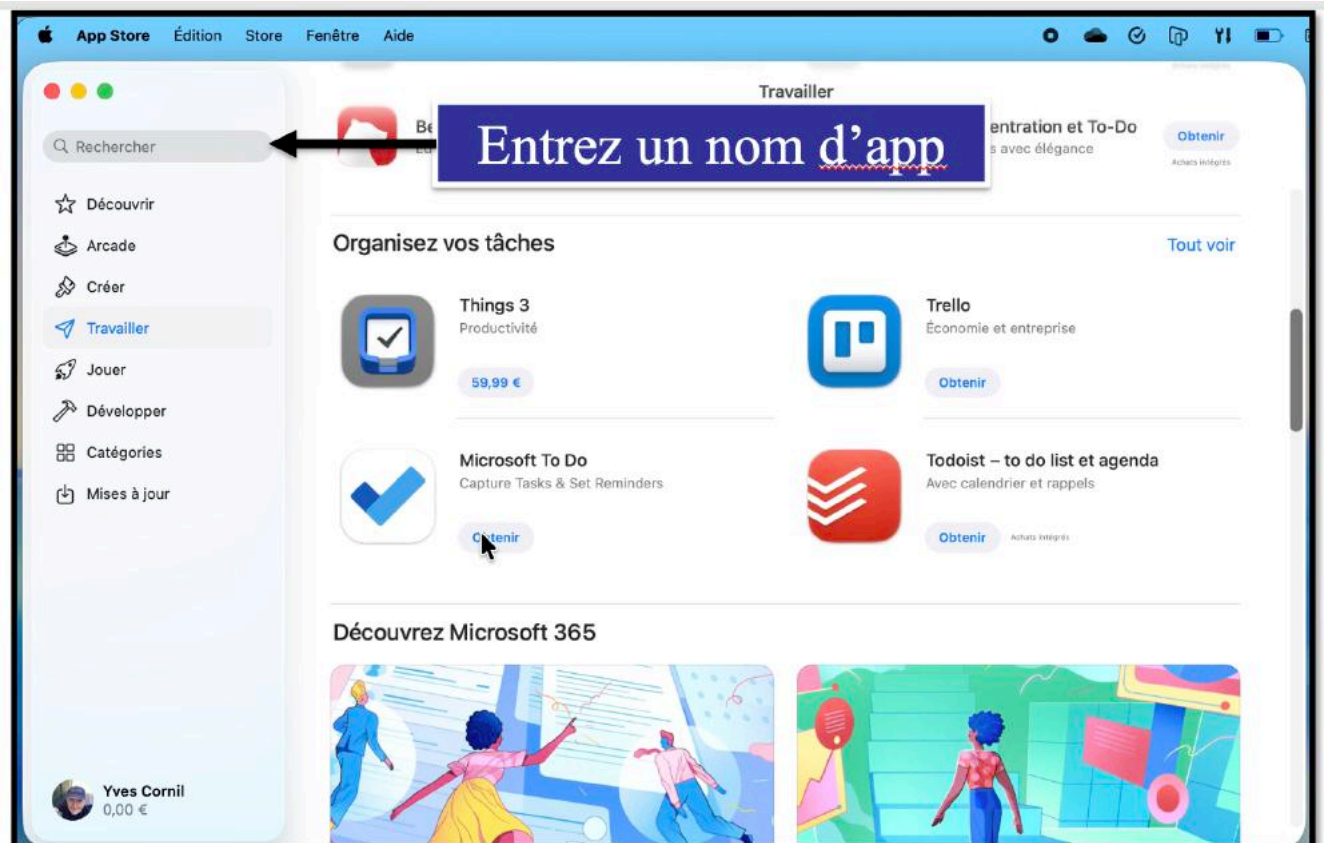 App Store Édition Store Fenêtre Aide
Travailler
Rechercher
Entrez un nom d'app
entration et To-Do
avec élégance
Obtenir
Achats intégrés
Découvrir
Arcade
Créer
Travailler
Jouer
Développer
Catégories
Mises à jour
Yves Cornil
0,00 €
Organisez vos tâches
Tout voir
Things 3
Productivité
59,99 €
Trello
Économie et entreprise
Obtenir
Microsoft To Do
Capture Tasks & Set Reminders
Obtenir
Todoist – to do list et agenda
Avec calendrier et rappels
Obtenir
Achats intégrés
Découvrez Microsoft 365